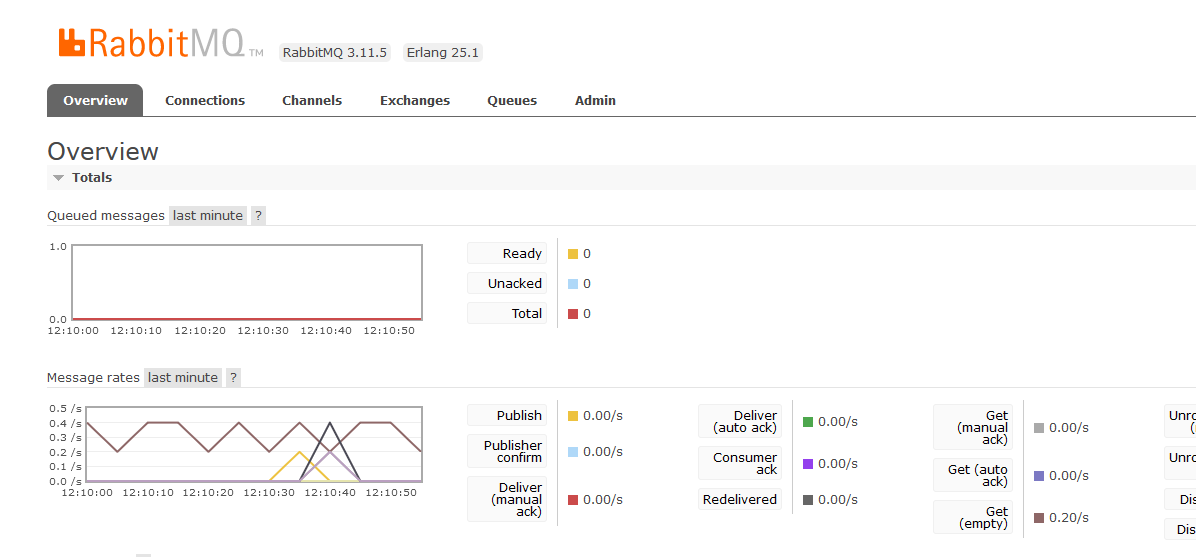 RabbitMQ TM RabbitMQ 3.11.5 Erlang 25.1
Overview Connections Channels Exchanges Queues Admin
Overview
Totals
Queued messages last minute ?
1.0
0.0
12:10:00 12:10:10 12:10:20 12:10:30 12:10:40 12:10:50
Ready 0
Unacked 0
Total 0
Message rates last minute ?
0.5 /s
0.4 /s
0.3 /s
0.2 /s
0.1 /s
0.0 /s
12:10:00 12:10:10 12:10:20 12:10:30 12:10:40 12:10:50
Publish 0.00/s
Publisher
confirm 0.00/s
Deliver
(manual
ack) 0.00/s
Deliver
(auto ack) 0.00/s
Consumer
ack 0.00/s
Redelivered 0.00/s
Get
(manual
ack) 0.00/s
Get (auto
ack) 0.00/s
Get
(empty) 0.20/s